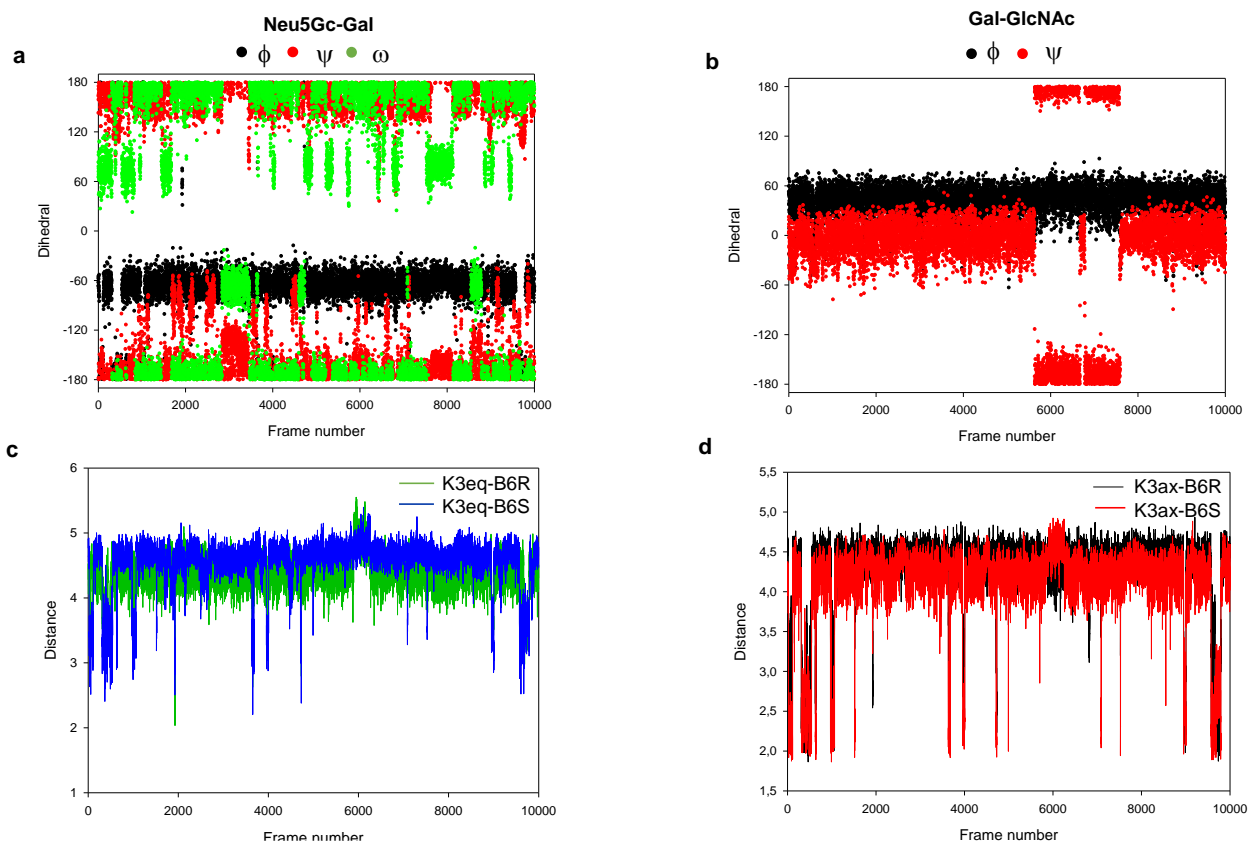 Neu5Gc-Gal
a
ϕ ψ ω
180
120
60
0
-60
-120
-180
Dihedral
0 2000 4000 6000 8000 10000
Frame number
Gal-GlcNAc
b
ϕ ψ
180
120
60
0
-60
-120
-180
Dihedral
0 2000 4000 6000 8000 10000
Frame number
c
K3eq-B6R
K3eq-B6S
6
5
4
3
2
1
Distance
0 2000 4000 6000 8000 10000
Frame number
d
K3ax-B6R
K3ax-B6S
5,5
5,0
4,5
4,0
3,5
3,0
2,5
2,0
1,5
1,0
Distance
0 2000 4000 6000 8000 10000
Frame number